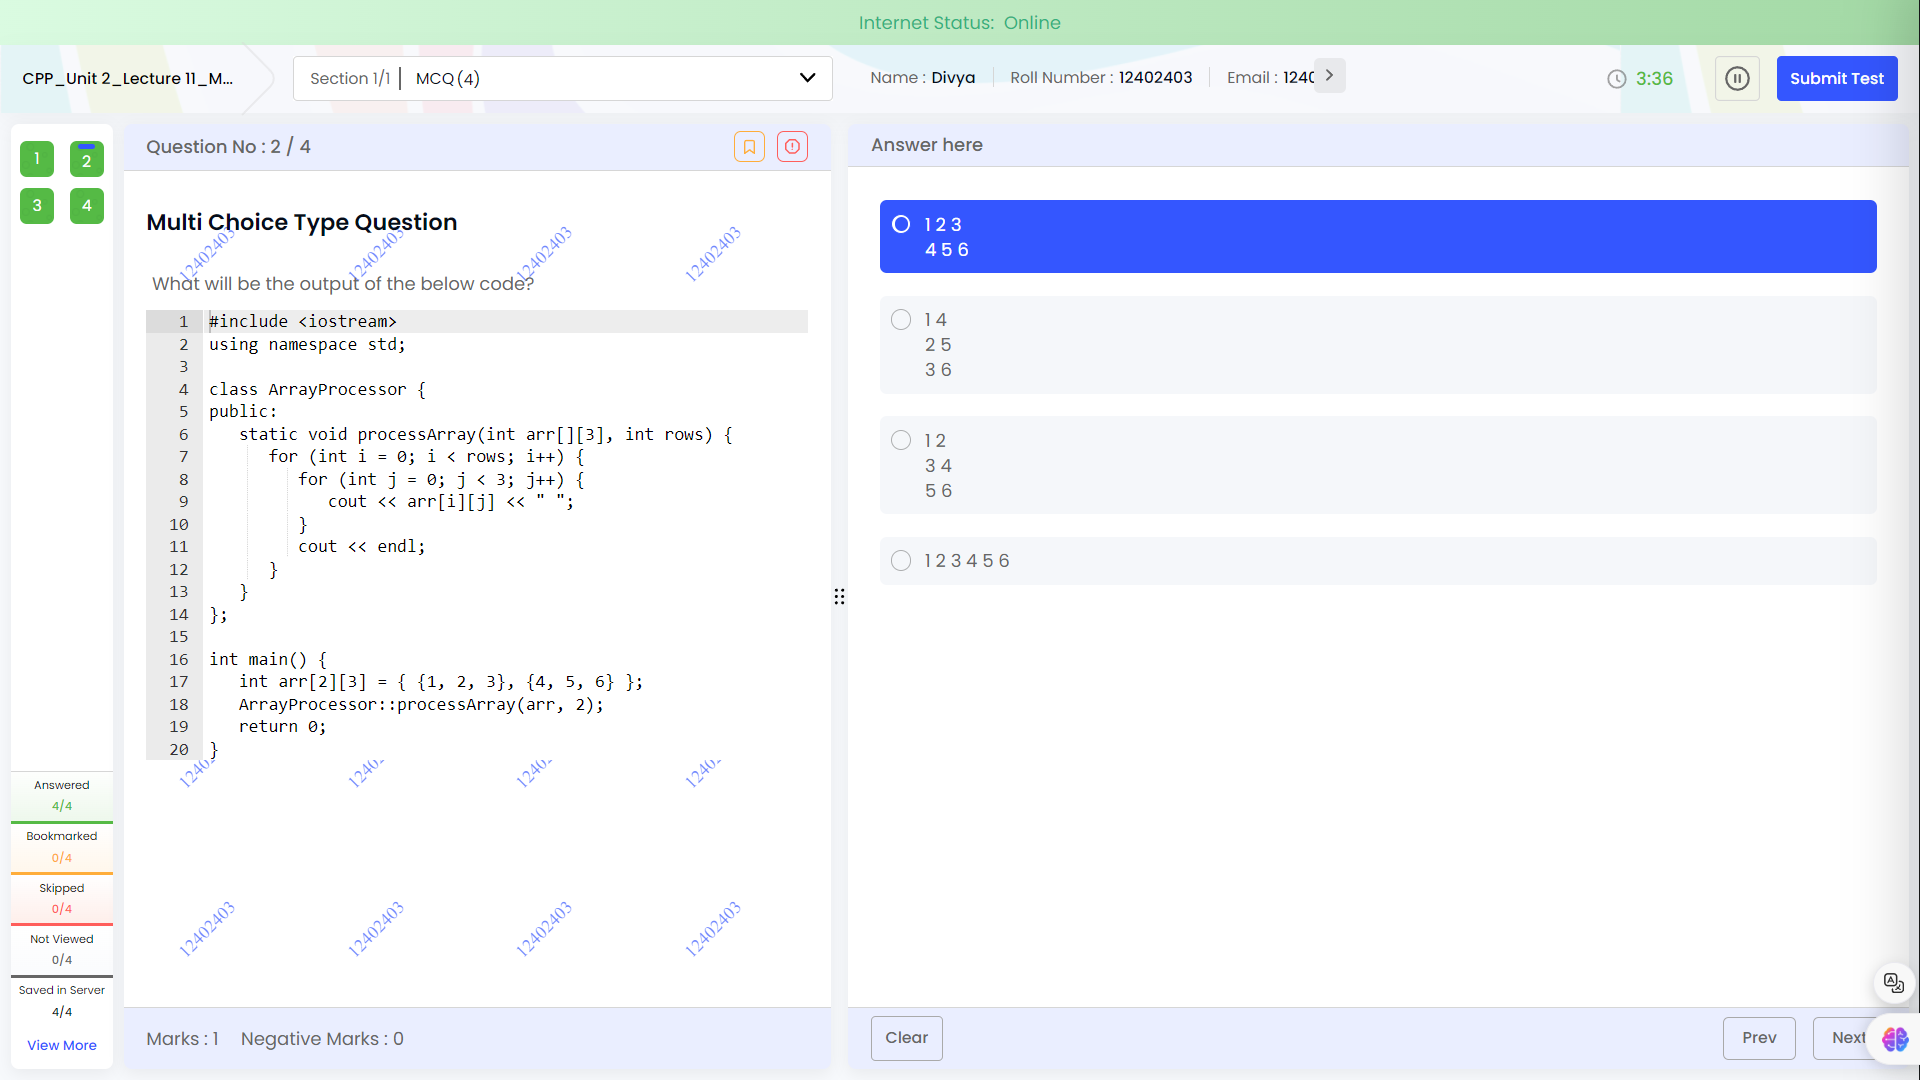 Internet Status: Online
CPP_Unit 2_Lecture 11_M...
Section 1/1 | MCQ (4)
Name : Divya
Roll Number : 12402403
Email : 1240
3:36
Submit Test
1
2
3
4
Answered
4/4
Bookmarked
0/4
Skipped
0/4
Not Viewed
0/4
Saved in Server
4/4
View More
Question No : 2 / 4
Multi Choice Type Question
12402403 12402403 12402403 12402403
What will be the output of the below code?
1 #include <iostream>
2 using namespace std;
3
4 class ArrayProcessor {
5 public:
6    static void processArray(int arr[][3], int rows) {
7       for (int i = 0; i < rows; i++) {
8          for (int j = 0; j < 3; j++) {
9             cout << arr[i][j] << " ";
10          }
11          cout << endl;
12       }
13    }
14 };
15
16 int main() {
17    int arr[2][3] = { {1, 2, 3}, {4, 5, 6} };
18    ArrayProcessor::processArray(arr, 2);
19    return 0;
20 }
12402403 12402403 12402403 12402403
Marks : 1 Negative Marks : 0
Answer here
1 2 3
4 5 6
1 4
2 5
3 6
1 2
3 4
5 6
1 2 3 4 5 6
Clear
Prev
Next